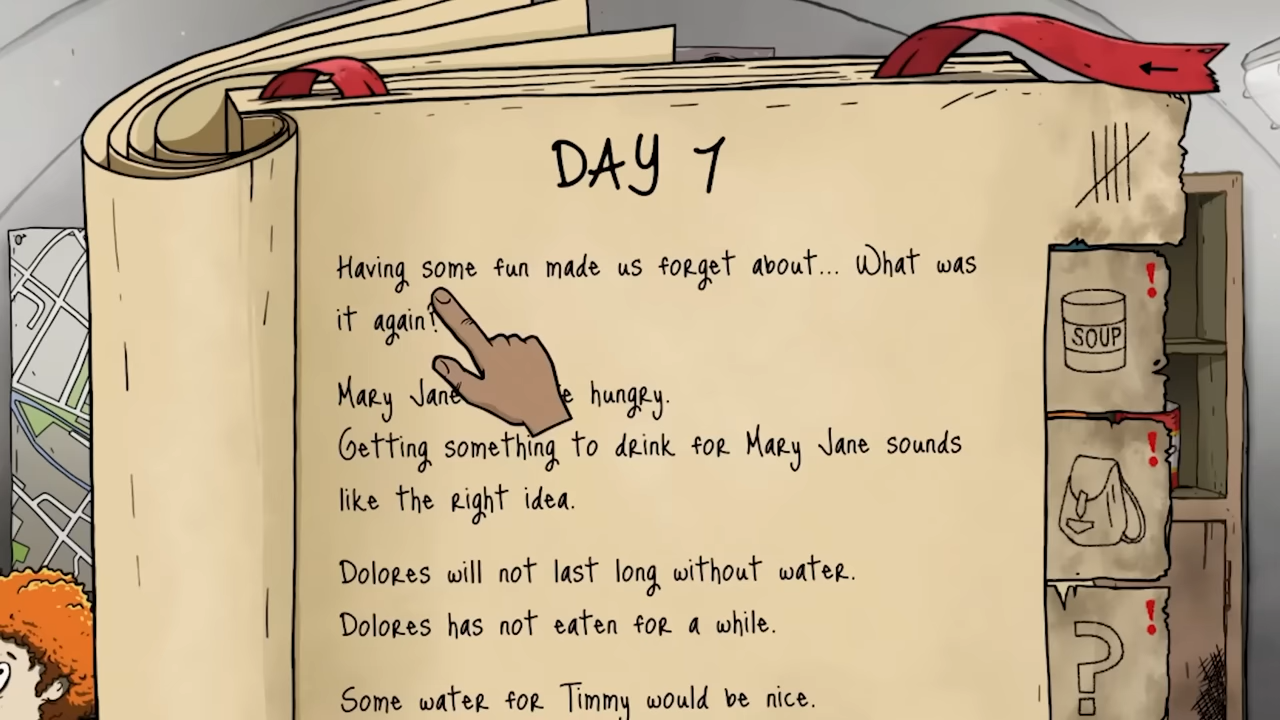 DAY 7
Having some fun made us forget about... What was
it again?
Mary Jane hungry.
Getting something to drink for Mary Jane sounds
like the right idea.
Dolores will not last long without water.
Dolores has not eaten for a while.
Some water for Timmy would be nice.
!
SOUP
!
!
?